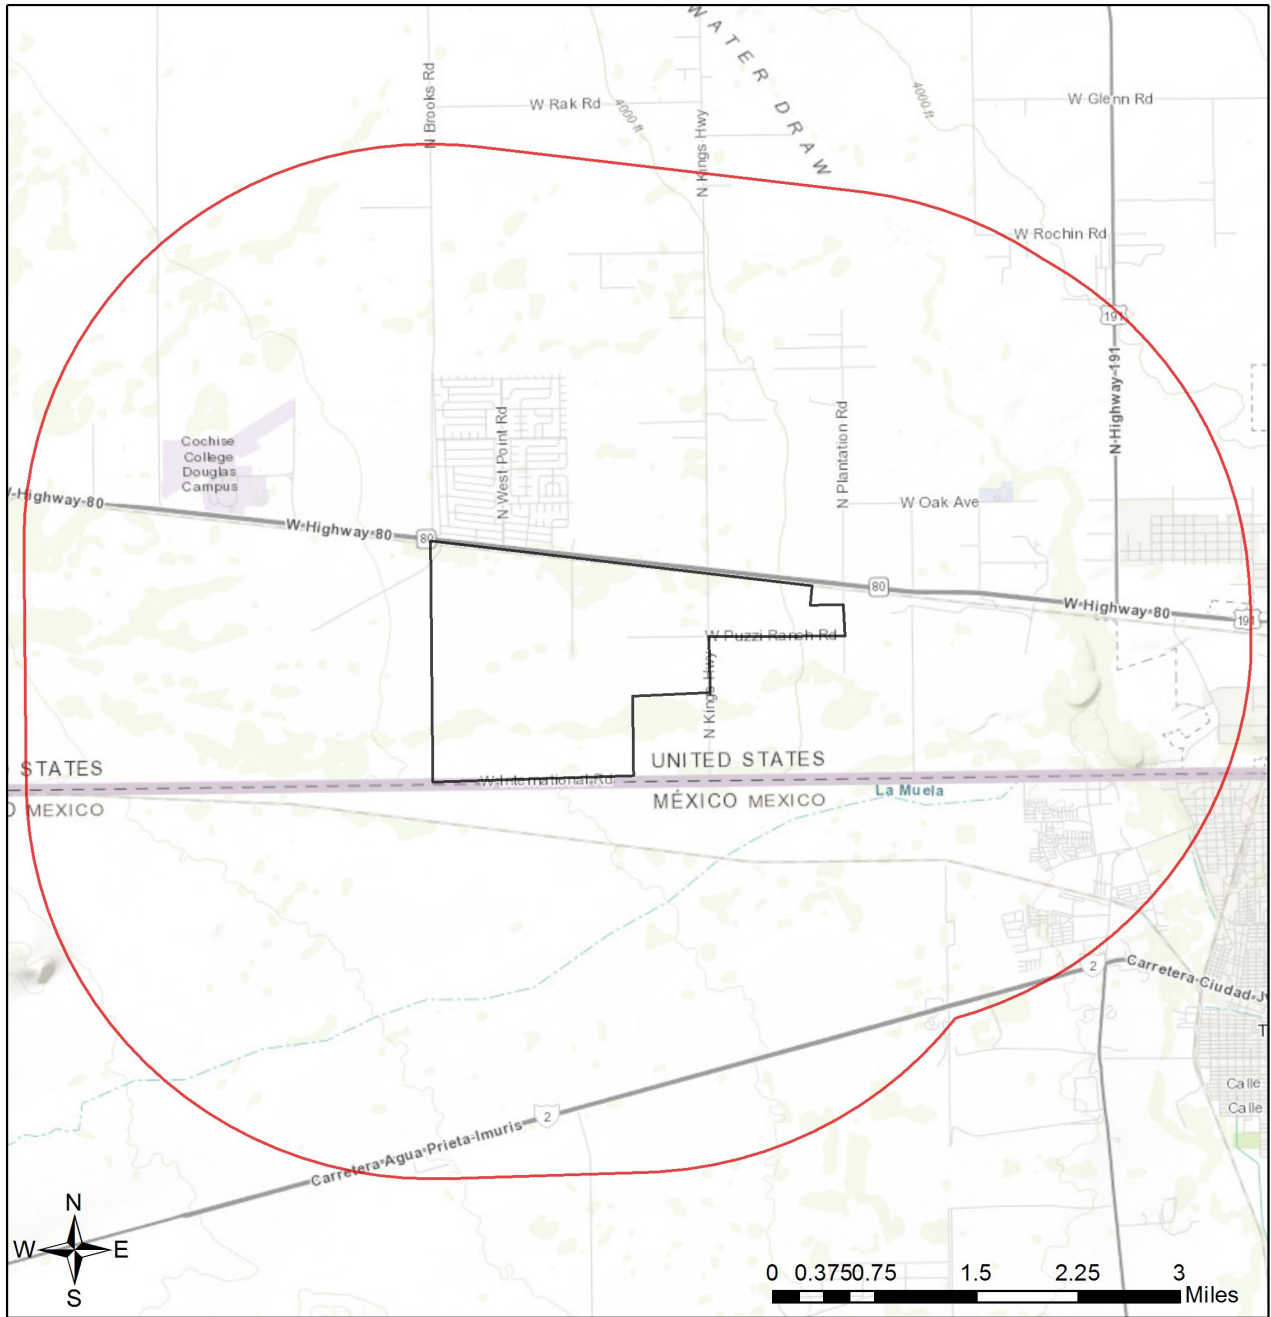 WATER DRAW
N Brooks Rd
W Rak Rd
4000-ft
N Kings Hwy
4000-ft
W Glenn Rd
W Rochin Rd
191
N-Highway-191
Cochise
College
Douglas
Campus
N West Point Rd
N Plantation Rd
W Oak Ave
W-Highway-80
W-Highway-80
80
80
W-Highway-80
191
W Puzzi Ranch Rd
N Kings Hwy
STATES
UNITED STATES
W International Rd
O MEXICO
MÉXICO MEXICO
La Muela
2
Carretera-Ciudad-J
T
Calle
Calle
2
Carretera-Agua-Prieta-Imuris
N
W E
S
0 0.375 0.75 1.5 2.25 3
Miles